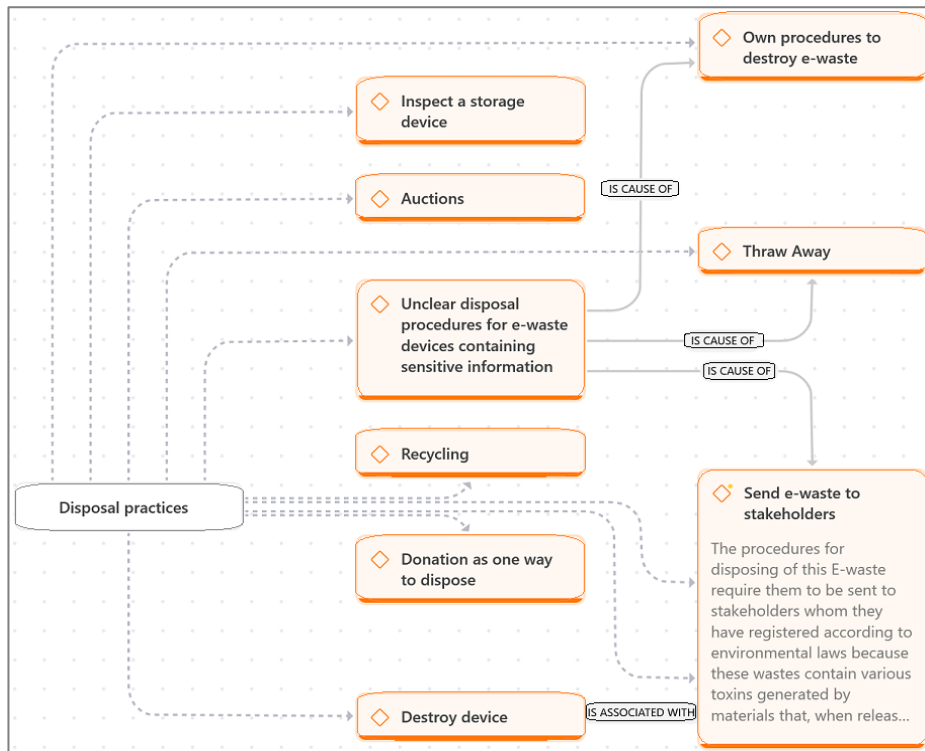 Own procedures to
destroy e-waste
Inspect a storage
device
Auctions
IS CAUSE OF
Thraw Away
Unclear disposal
procedures for e-waste
devices containing
sensitive information
IS CAUSE OF
IS CAUSE OF
Recycling
Disposal practices
Send e-waste to
stakeholders
The procedures for
disposing of this E-waste
require them to be sent to
stakeholders whom they
have registered according to
environmental laws because
these wastes contain various
toxins generated by
materials that, when releas...
Donation as one way
to dispose
Destroy device
IS ASSOCIATED WITH